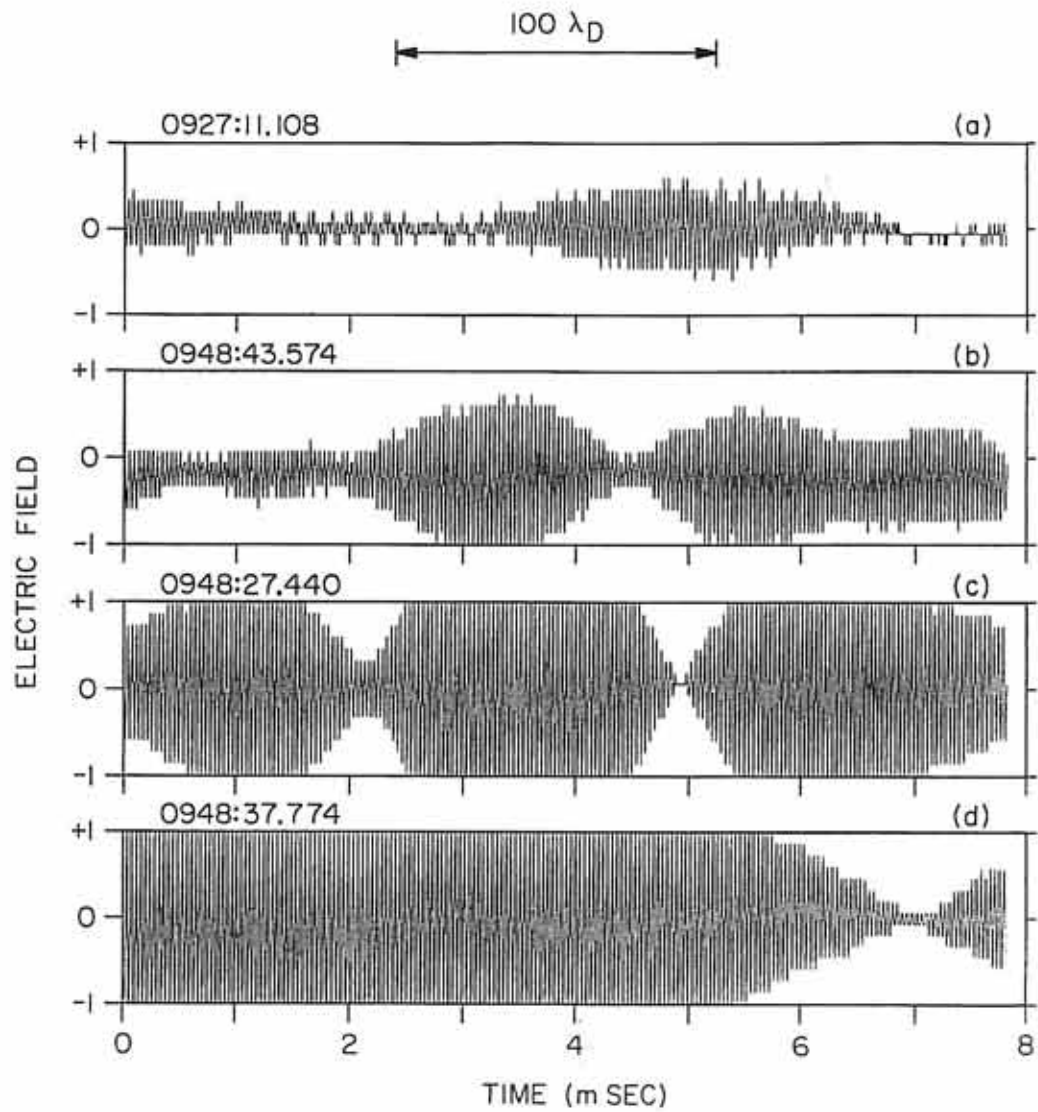 100 λD
0927:11.108 (a)
+1
0
-1
0948:43.574 (b)
+1
0
-1
ELECTRIC FIELD
0948:27.440 (c)
+1
0
-1
0948:37.774 (d)
+1
0
-1
0 2 4 6 8
TIME (m SEC)